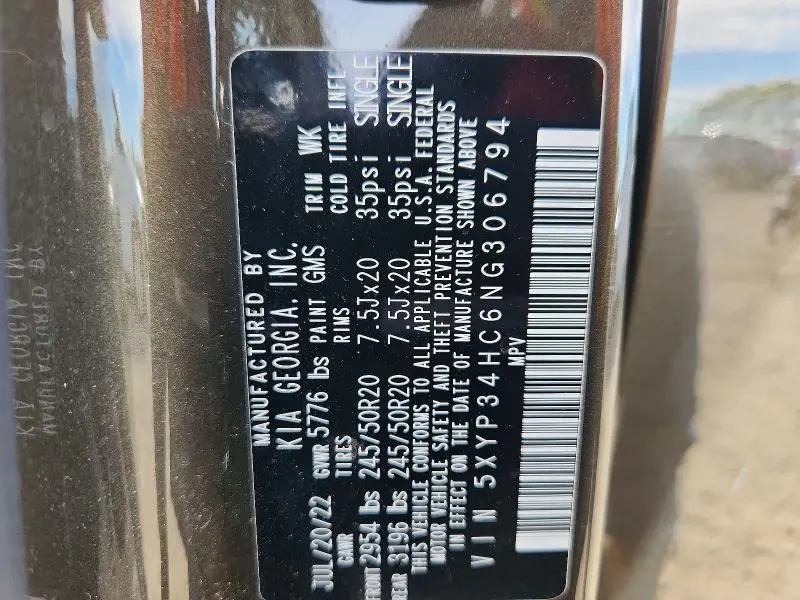 MANUFACTURED BY
KIA GEORGIA, INC.
JUL/20/22 GVWR 5776 lbs PAINT GMS TRIM WK
GAWR TIRES RIMS COLD TIRE INFL
FRONT 2954 lbs 245/50R20 7.5Jx20 35psi SINGLE
REAR 3196 lbs 245/50R20 7.5Jx20 35psi SINGLE
THIS VEHICLE CONFORMS TO ALL APPLICABLE U.S.A. FEDERAL
MOTOR VEHICLE SAFETY AND THEFT PREVENTION STANDARDS
IN EFFECT ON THE DATE OF MANUFACTURE SHOWN ABOVE
VIN 5XYP34HC6NG306794
MPV